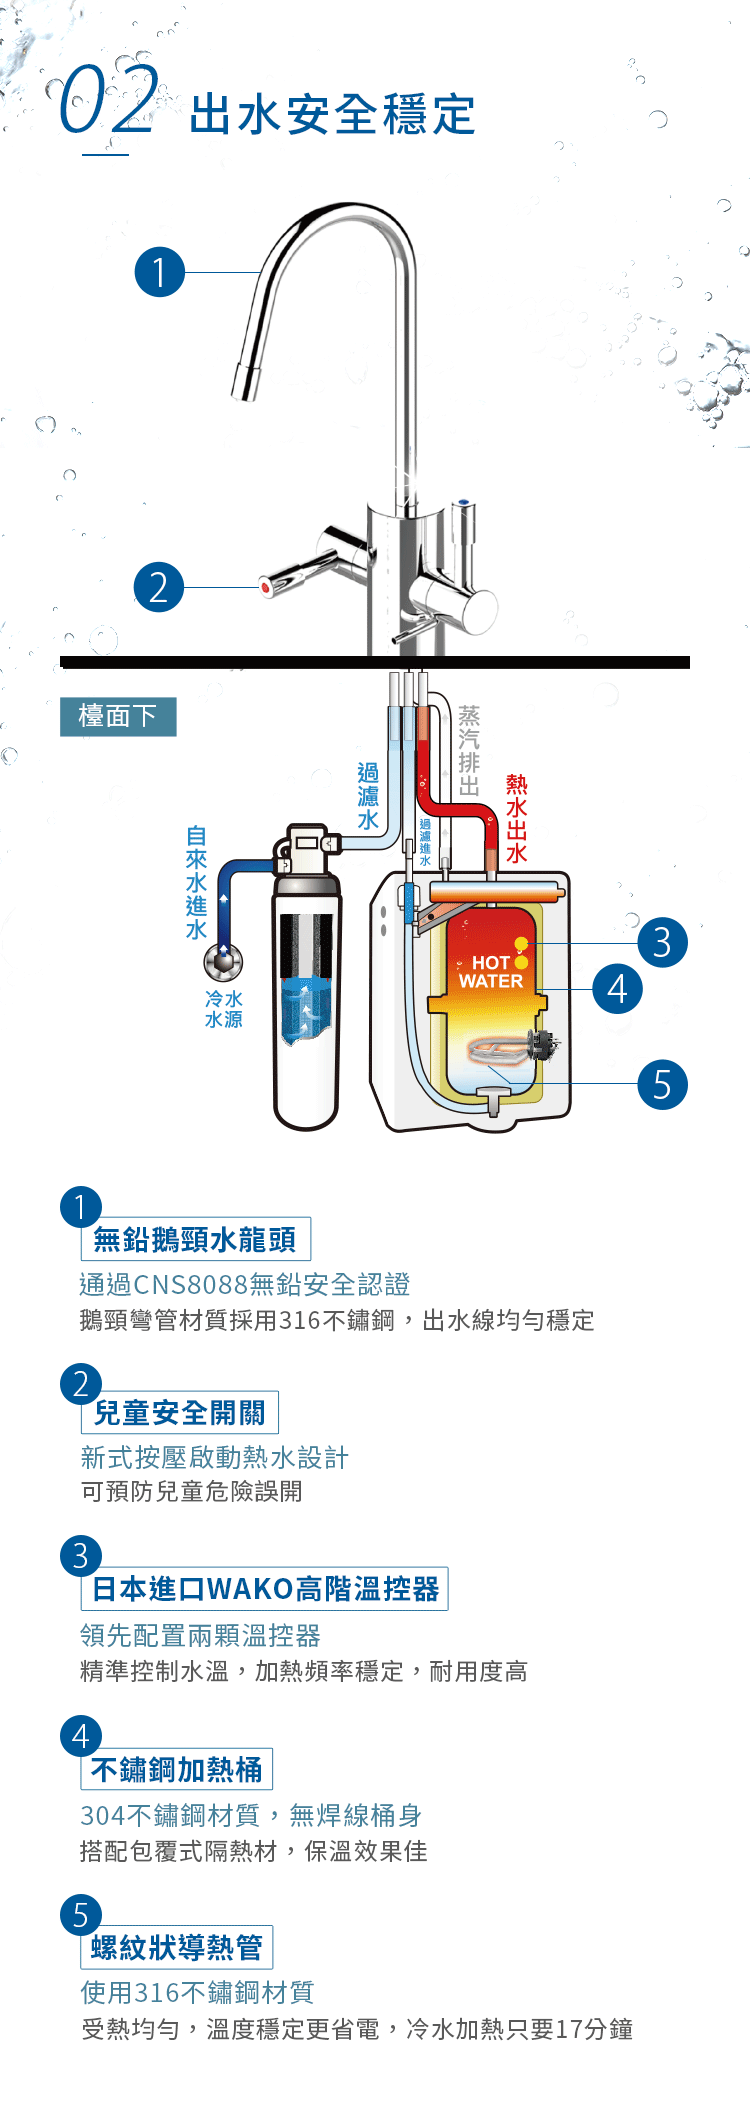 02 出水安全穩定
1
2
檯面下
蒸汽排出
過濾水
熱水出水
過濾進水
自來水進水
3
HOT
WATER
4
冷水
水源
5
1
無鉛鵝頸水龍頭
通過CNS8088無鉛安全認證
鵝頸彎管材質採用316不鏽鋼，出水線均勻穩定
2
兒童安全開關
新式按壓啟動熱水設計
可預防兒童危險誤開
3
日本進口WAKO高階溫控器
領先配置兩顆溫控器
精準控制水溫，加熱頻率穩定，耐用度高
4
不鏽鋼加熱桶
304不鏽鋼材質，無焊線桶身
搭配包覆式隔熱材，保溫效果佳
5
螺紋狀導熱管
使用316不鏽鋼材質
受熱均勻，溫度穩定更省電，冷水加熱只要17分鐘